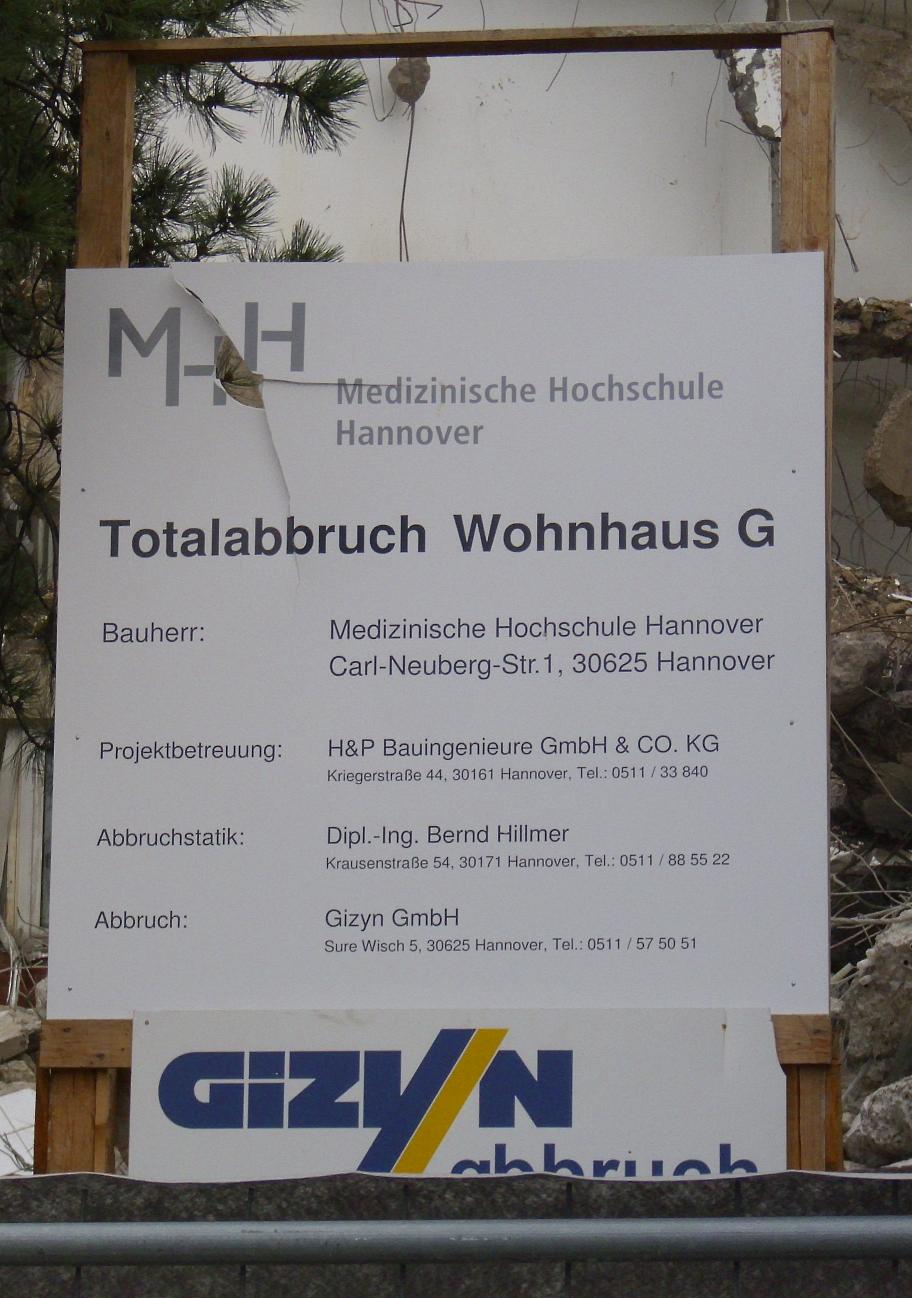 MHH
Medizinische Hochschule
Hannover
Totalabbruch Wohnhaus G
Bauherr:
Medizinische Hochschule Hannover
Carl-Neuberg-Str.1, 30625 Hannover
Projektbetreuung:
H&P Bauingenieure GmbH & CO. KG
Kriegerstraße 44, 30161 Hannover, Tel.: 0511 / 33 840
Abbruchstatik:
Dipl.-Ing. Bernd Hillmer
Krausenstraße 54, 30171 Hannover, Tel.: 0511 / 88 55 22
Abbruch:
Gizyn GmbH
Sure Wisch 5, 30625 Hannover, Tel.: 0511 / 57 50 51
GIZYN
abbruch